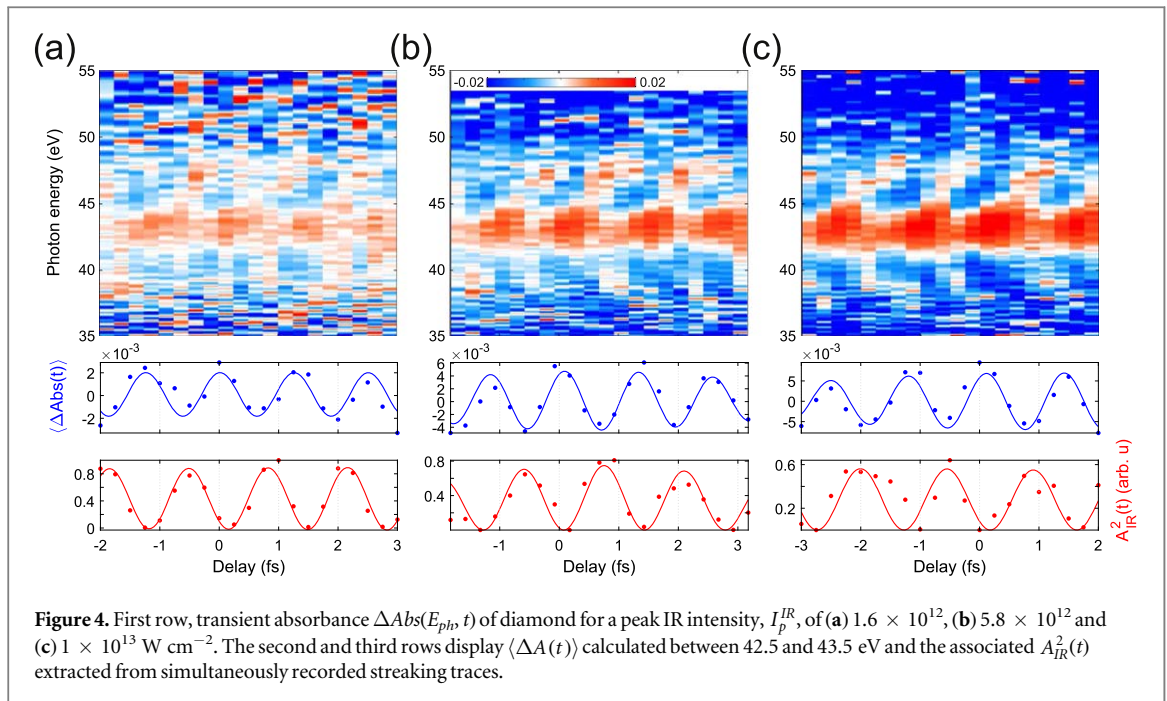 (a) (b) (c)
55 55 55
-0.02 0.02
50 50 50
45 45 45
40 40 40
35 35 35
Photon energy (eV)
×10⁻³ ×10⁻³ ×10⁻³
⟨ΔAbs(t)⟩
2 0 -2
6 4 2 0 -2 -4
5 0 -5
0.8 0.4 0
0.8 0.4
0.6 0.2
A²_IR(t) (arb. u)
-2 -1 0 1 2 3
-1 0 1 2 3
-3 -2 -1 0 1 2
Delay (fs) Delay (fs) Delay (fs)
Figure 4. First row, transient absorbance ΔAbs(E_ph, t) of diamond for a peak IR intensity, I_p^IR, of (a) 1.6 × 10¹², (b) 5.8 × 10¹² and
(c) 1 × 10¹³ W cm⁻². The second and third rows display ⟨ΔA(t)⟩ calculated between 42.5 and 43.5 eV and the associated A²_IR(t)
extracted from simultaneously recorded streaking traces.